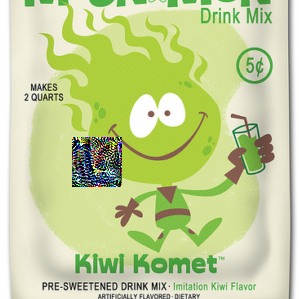 Drink Mix
5¢
MAKES
2 QUARTS
Kiwi Komet™
PRE-SWEETENED DRINK MIX · Imitation Kiwi Flavor
ARTIFICIALLY FLAVORED · DIETARY